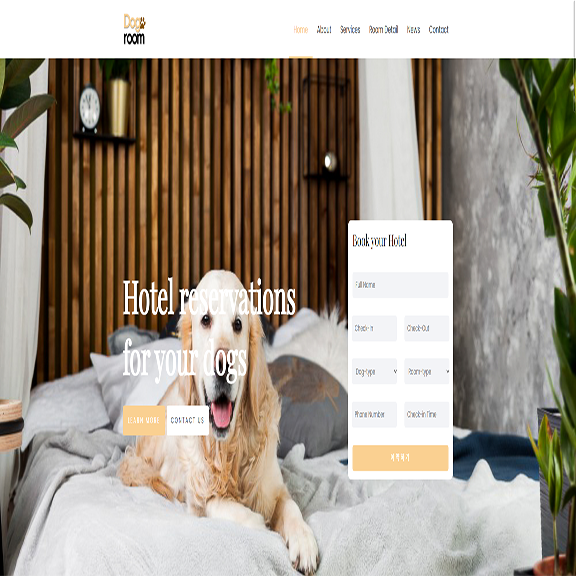 Dog
room
Home About Services Room Detail News Contact
Book your Hotel
Full Name
Check- In Check-Out
Dog-type Room-type
Phone Number Check-in Time
Hotel reservations
for your dogs
LEARN MORE CONTACT US